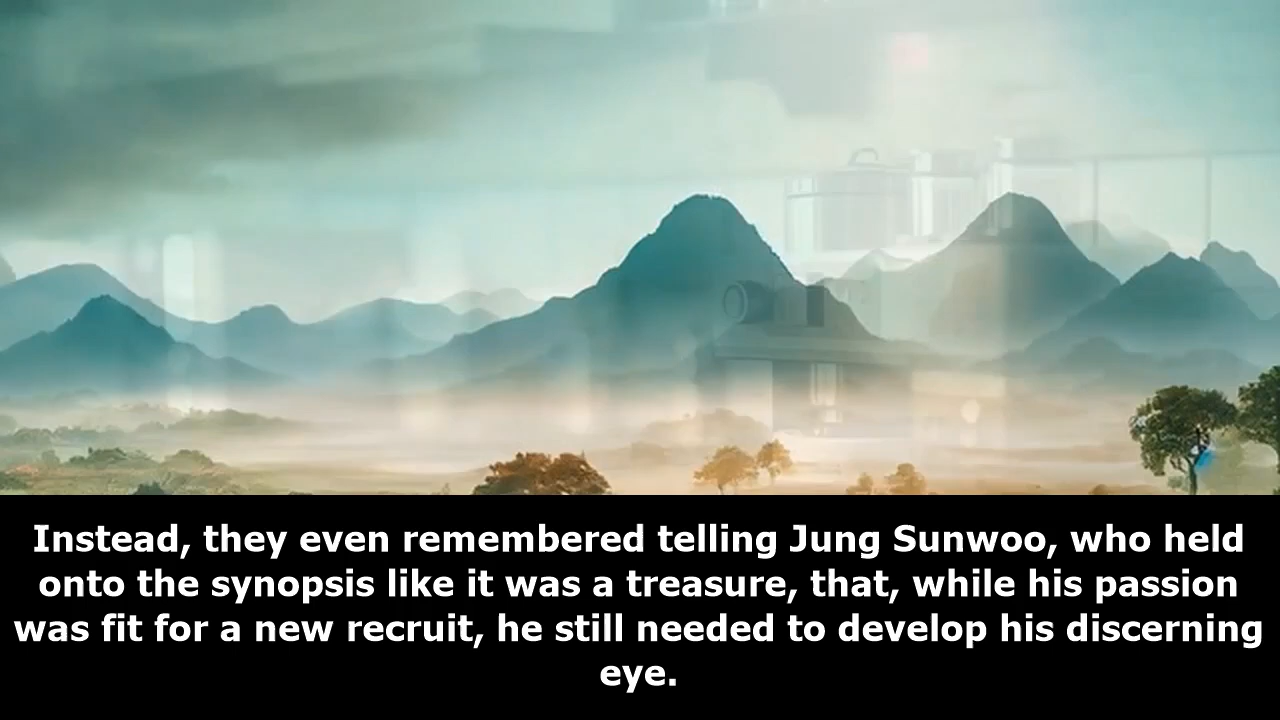 Instead, they even remembered telling Jung Sunwoo, who held
onto the synopsis like it was a treasure, that, while his passion
was fit for a new recruit, he still needed to develop his discerning
eye.